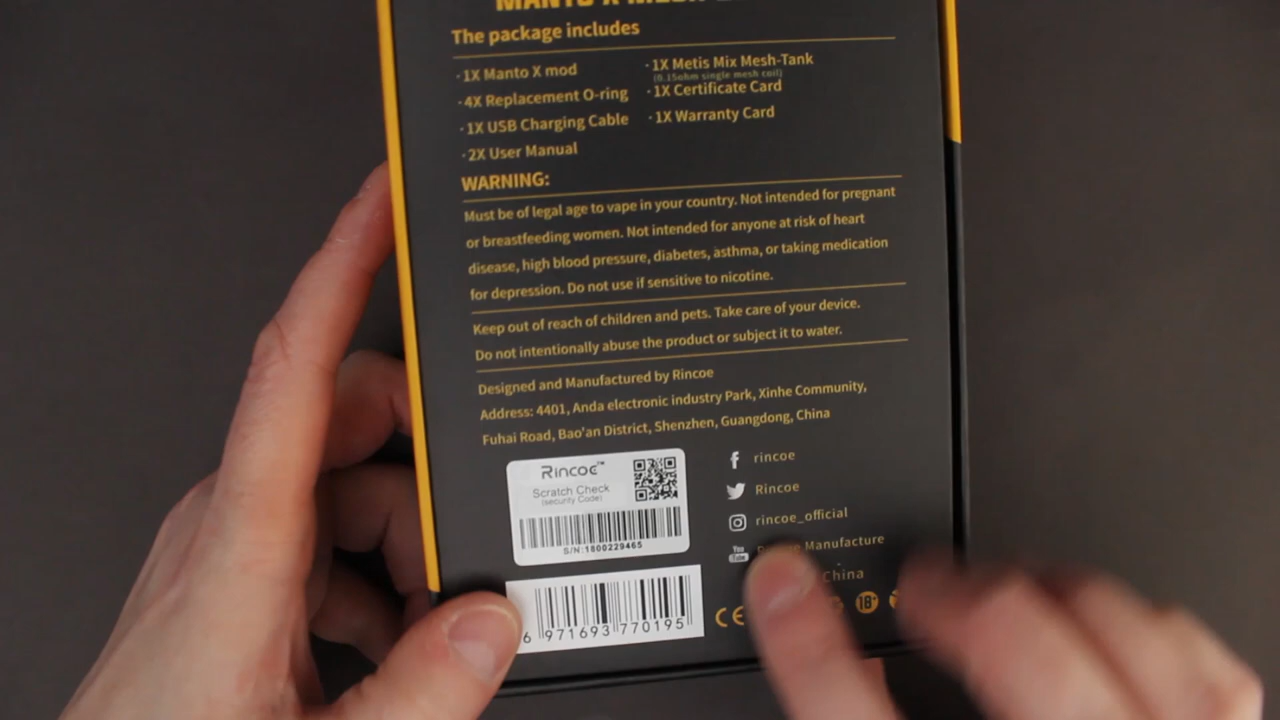 MANTO X
The package includes
·1X Manto X mod
·4X Replacement O-ring
·1X USB Charging Cable
·2X User Manual
·1X Metis Mix Mesh-Tank
(0.15ohm single mesh coil)
·1X Certificate Card
·1X Warranty Card
WARNING:
Must be of legal age to vape in your country. Not intended for pregnant
or breastfeeding women. Not intended for anyone at risk of heart
disease, high blood pressure, diabetes, asthma, or taking medication
for depression. Do not use if sensitive to nicotine.
Keep out of reach of children and pets. Take care of your device.
Do not intentionally abuse the product or subject it to water.
Designed and Manufactured by Rincoe
Address: 4401, Anda electronic industry Park, Xinhe Community,
Fuhai Road, Bao'an District, Shenzhen, Guangdong, China
Rincoe™
Scratch Check
(security Code)
S/N:1800229465
6 971693 770195
rincoe
Rincoe
rincoe_official
You Tube
Manufacture
China
CE
18+